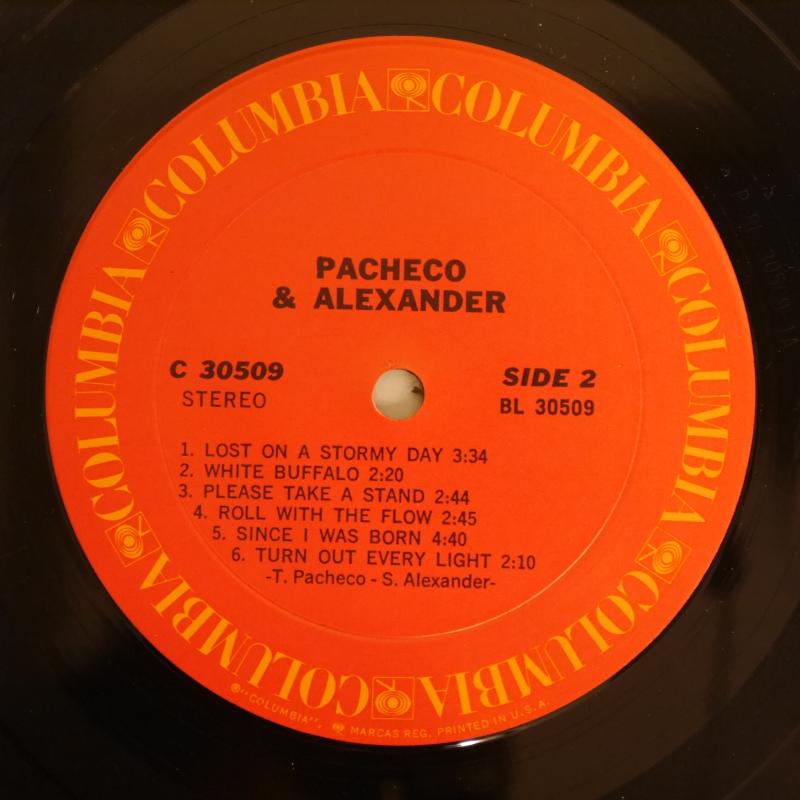 COLUMBIA COLUMBIA COLUMBIA COLUMBIA COLUMBIA COLUMBIA
PACHECO
& ALEXANDER
C 30509
STEREO
SIDE 2
BL 30509
1. LOST ON A STORMY DAY 3:34
2. WHITE BUFFALO 2:20
3. PLEASE TAKE A STAND 2:44
4. ROLL WITH THE FLOW 2:45
5. SINCE I WAS BORN 4:40
6. TURN OUT EVERY LIGHT 2:10
-T. Pacheco - S. Alexander-
®"COLUMBIA", MARCAS REG. PRINTED IN U.S.A.